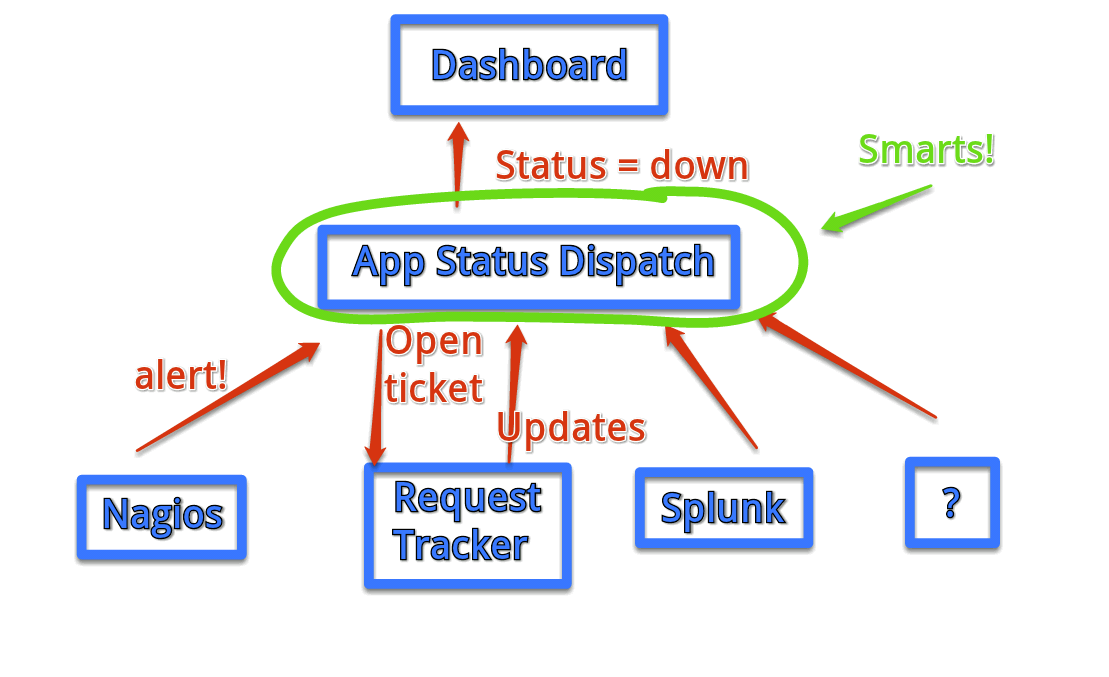 Dashboard
Status = down
Smarts!
App Status Dispatch
alert!
Open
ticket
Updates
Nagios
Request
Tracker
Splunk
?